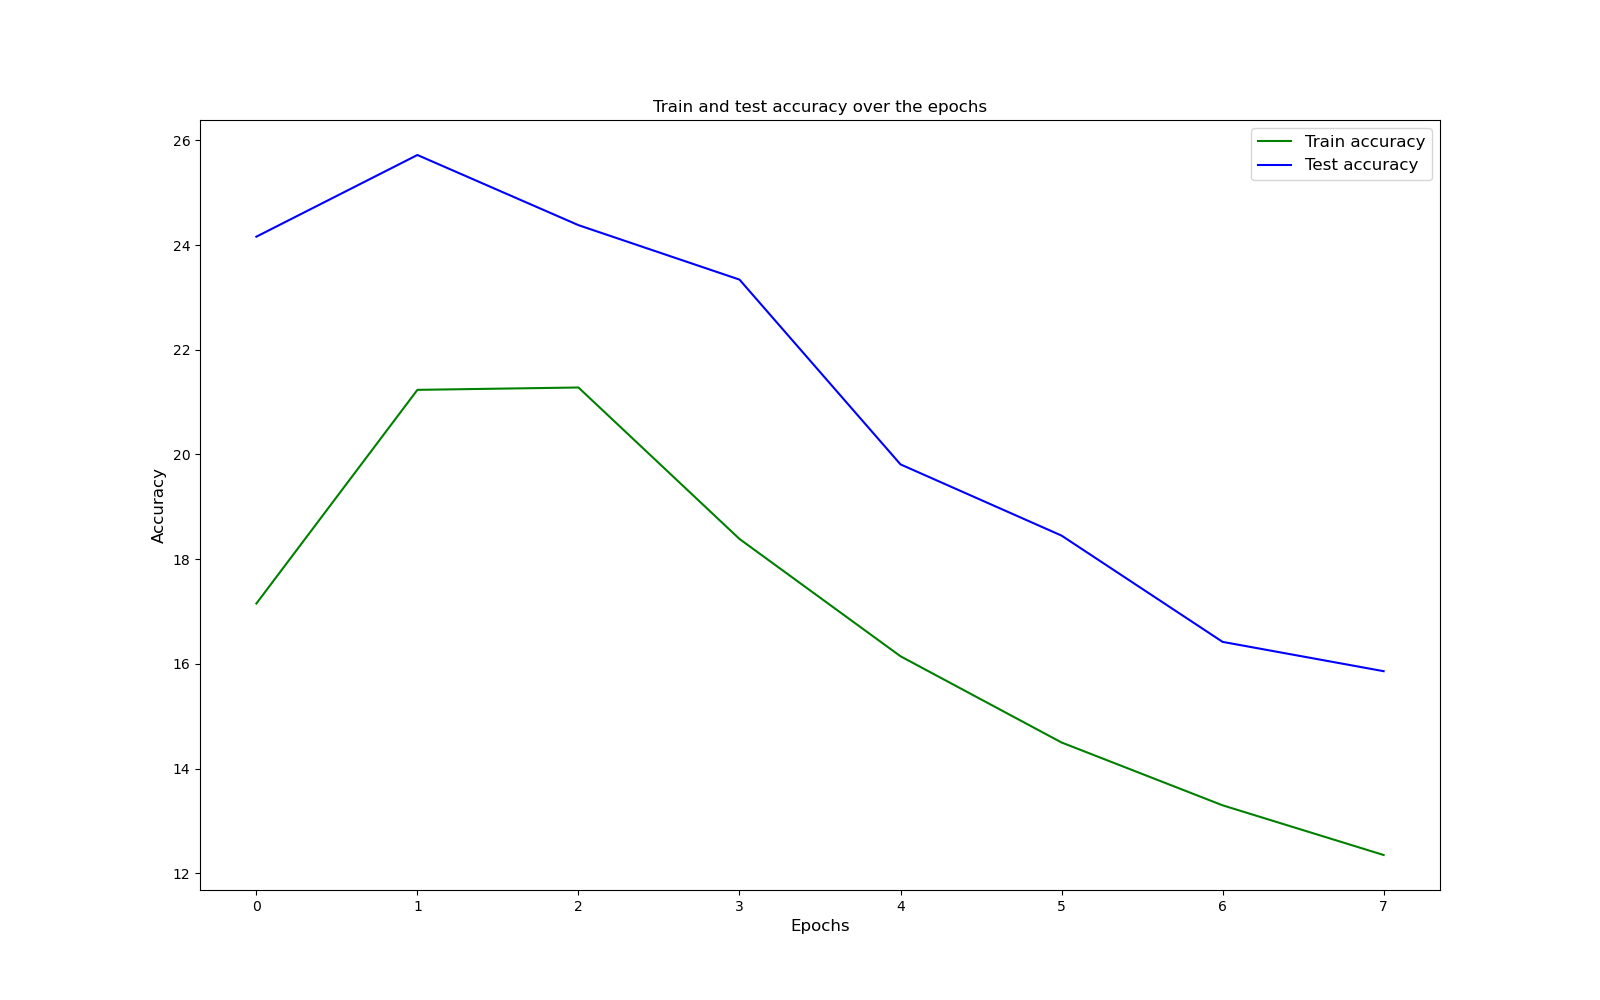 Train and test accuracy over the epochs
Train accuracy
Test accuracy
Accuracy
26
24
22
20
18
16
14
12
0 1 2 3 4 5 6 7
Epochs